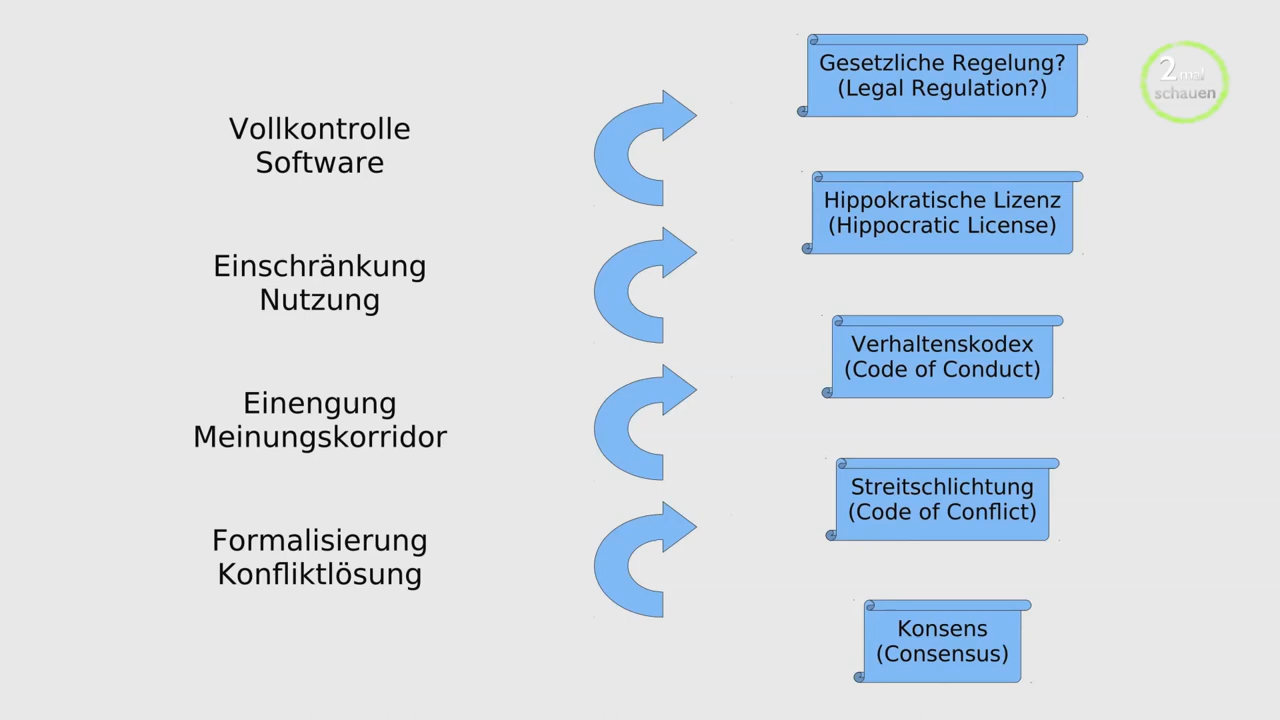 Gesetzliche Regelung?
(Legal Regulation?)
2 mal
schauen
Vollkontrolle
Software
Hippokratische Lizenz
(Hippocratic License)
Einschränkung
Nutzung
Verhaltenskodex
(Code of Conduct)
Einengung
Meinungskorridor
Streitschlichtung
(Code of Conflict)
Formalisierung
Konfliktlösung
Konsens
(Consensus)